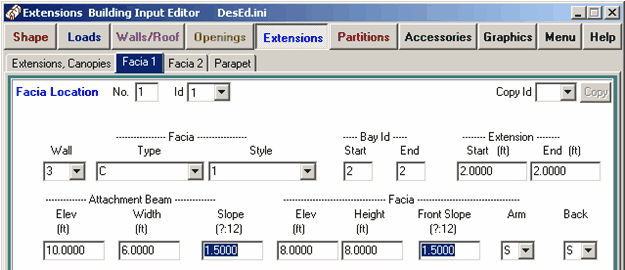 Extensions Building Input Editor DesEd.ini
Shape Loads Walls/Roof Openings Extensions Partitions Accessories Graphics Menu Help
Extensions, Canopies Facia 1 Facia 2 Parapet
Facia Location No. 1 Id 1 Copy Id Copy
---------------- Facia ---------------- ----- Bay Id ----- --------- Extension --------
Wall Type Style Start End Start (ft) End (ft)
3 C 1 2 2 2.0000 2.0000
------------- Attachment Beam --------------- ------------------------- Facia -------------------------
Elev Width Slope Elev Height Front Slope Arm Back
(ft) (ft) (?:12) (ft) (ft) (?:12)
10.0000 6.0000 1.5000 8.0000 8.0000 1.5000 S S